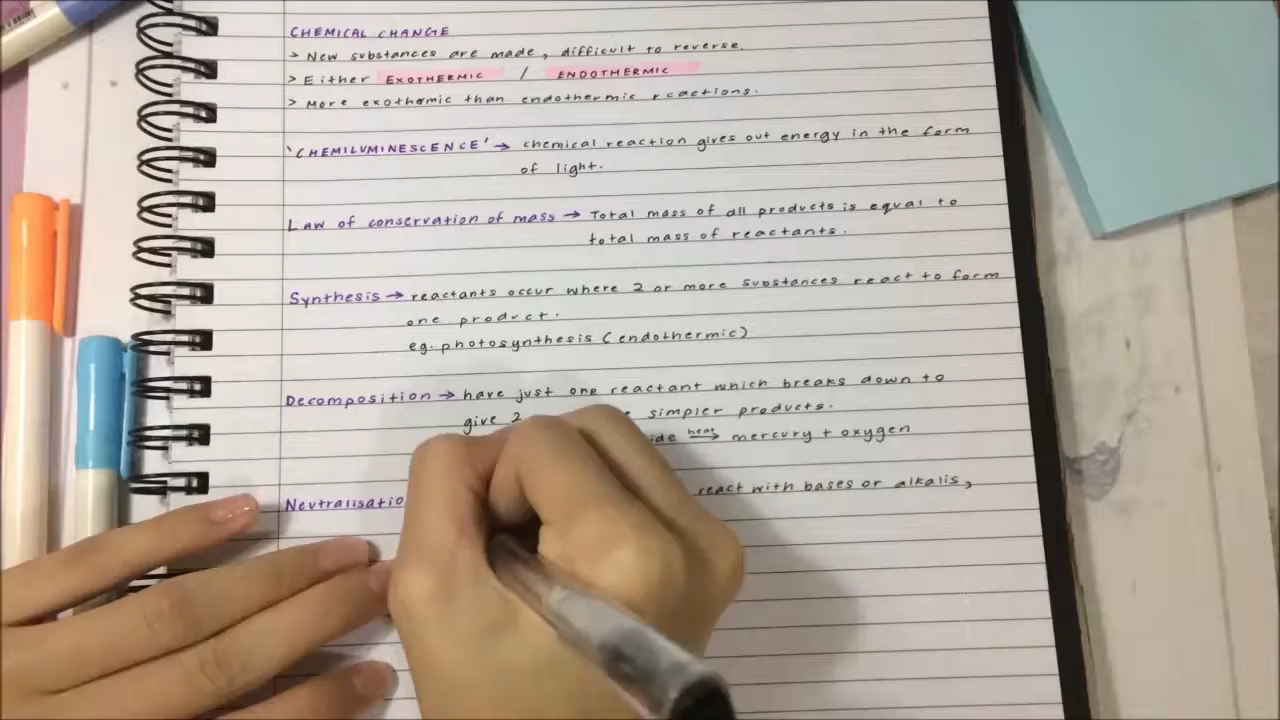 CHEMICAL CHANGE
> New substances are made, difficult to reverse.
> Either EXOTHERMIC / ENDOTHERMIC
> More exothemic than endothermic reactions.
'CHEMILUMINESCENCE' → chemical reaction gives out energy in the form
of light.
Law of conservation of mass → Total mass of all products is equal to
total mass of reactants.
Synthesis → reactants occur where 2 or more substances react to form
one product.
eg. photosynthesis (endothermic)
Decomposition → have just one reactant which breaks down to
give 2 simpler products.
heat → mercury + oxygen
react with bases or alkalis,